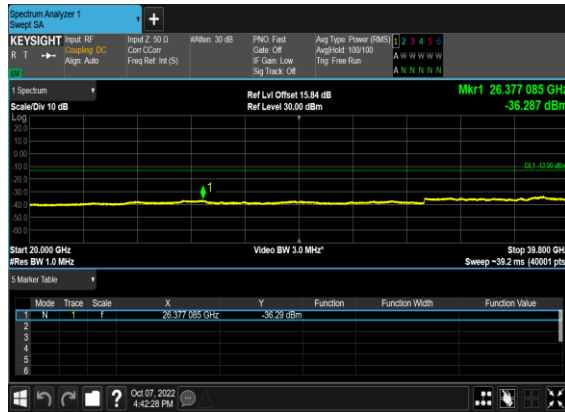 Spectrum Analyzer 1
Swept SA
+
KEYSIGHT Input: RF Input Z: 50 Ω #Atten: 30 dB PNO: Fast Avg Type: Power (RMS) 1 2 3 4 5 6
R T Coupling: DC Corr CCorr Gate: Off Avg|Hold: 100/100 A W W W W W
Align: Auto Freq Ref: Int (S) IF Gain: Low Trig: Free Run
Sig Track: Off A N N N N N
LXI
1 Spectrum Ref Lvl Offset 15.84 dB Mkr1 26.377 085 GHz
Scale/Div 10 dB Ref Level 30.00 dBm -36.287 dBm
Log
20.0
10.0
0.00
-10.0
DL1 -13.00 dBm
-20.0
-30.0
1
-40.0
-50.0
-60.0
Start 20.000 GHz Video BW 3.0 MHz* Stop 39.800 GHz
#Res BW 1.0 MHz Sweep ~39.2 ms (40001 pts)
5 Marker Table
Mode Trace Scale X Y Function Function Width Function Value
1 N 1 f 26.377 085 GHz -36.29 dBm
2
3
4
5
6
? Oct 07, 2022
4:42:28 PM